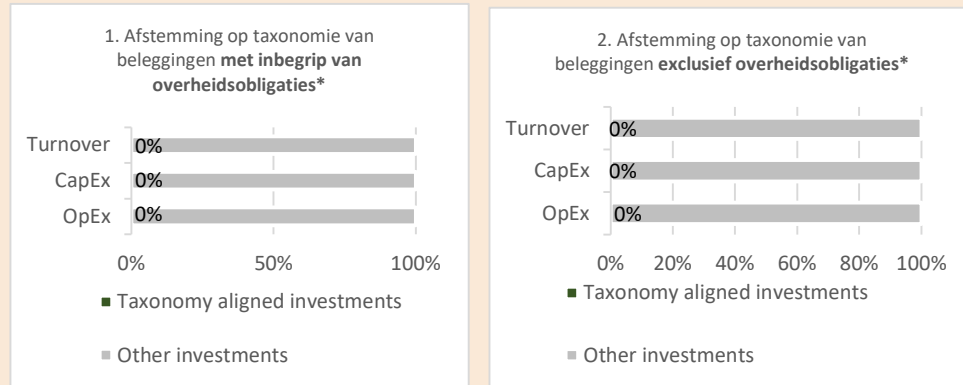 1. Afstemming op taxonomie van
beleggingen met inbegrip van
overheidsobligaties*
Turnover
0%
CapEx
0%
OpEx
0%
0%
50%
100%
Taxonomy aligned investments
Other investments
2. Afstemming op taxonomie van
beleggingen exclusief overheidsobligaties*
Turnover
0%
CapEx
0%
OpEx
0%
0%
20%
40%
60%
80%
100%
Taxonomy aligned investments
Other investments